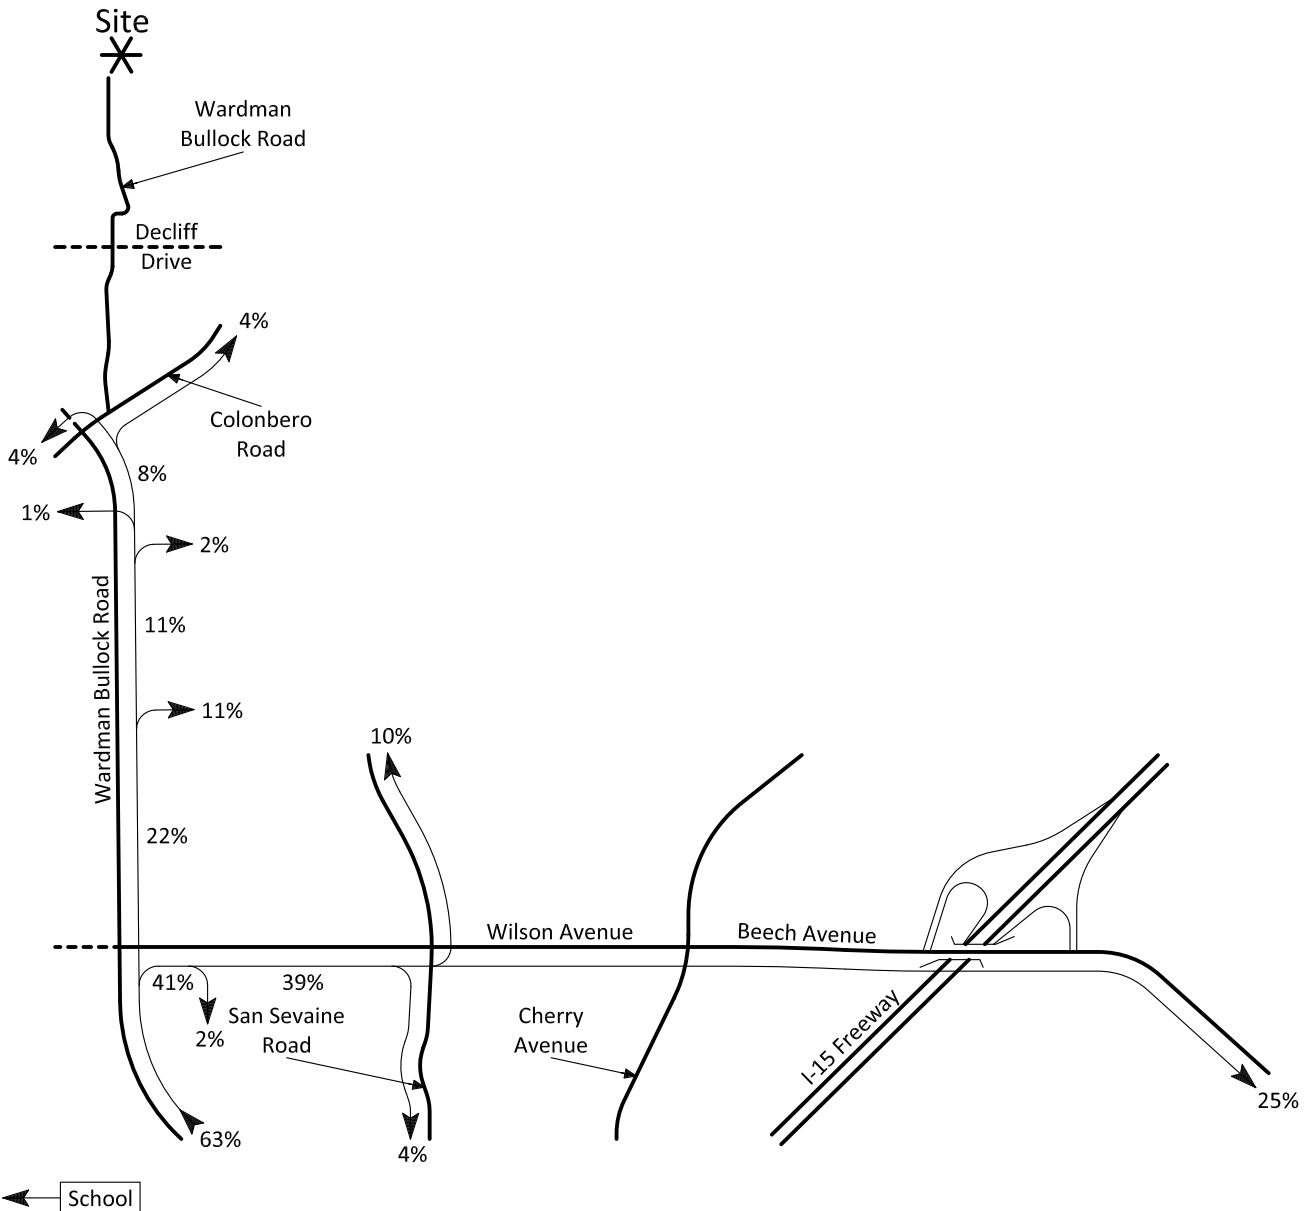 Site
Wardman
Bullock Road
Decliff
Drive
4%
Colonbero
Road
4%
8%
1%
2%
Wardman Bullock Road
11%
11%
10%
22%
Wilson Avenue
Beech Avenue
41%
39%
2%
San Sevaine
Road
Cherry
Avenue
I-15 Freeway
25%
63%
4%
School